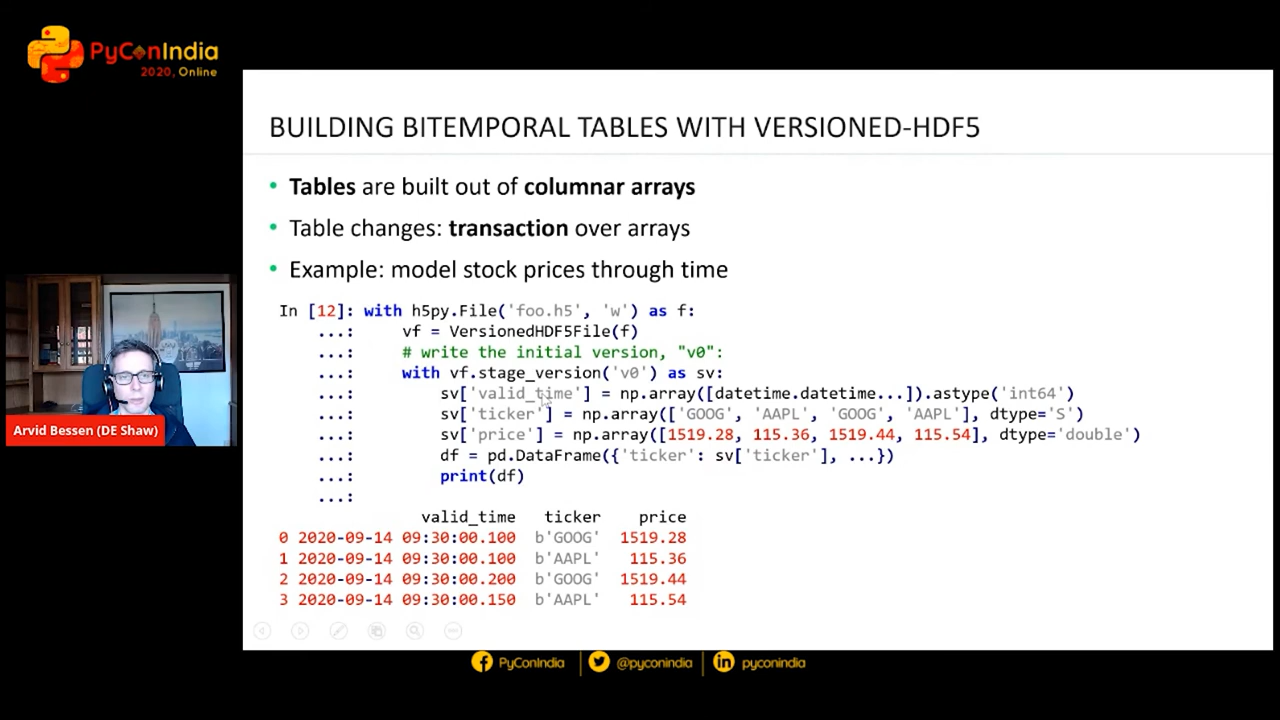 PyConIndia
2020, Online
BUILDING BITEMPORAL TABLES WITH VERSIONED-HDF5
• Tables are built out of columnar arrays
• Table changes: transaction over arrays
• Example: model stock prices through time
In [12]: with h5py.File('foo.h5', 'w') as f:
...: vf = VersionedHDF5File(f)
...: # write the initial version, "v0":
...: with vf.stage_version('v0') as sv:
...: sv['valid_time'] = np.array([datetime.datetime...]).astype('int64')
...: sv['ticker'] = np.array(['GOOG', 'AAPL', 'GOOG', 'AAPL'], dtype='S')
...: sv['price'] = np.array([1519.28, 115.36, 1519.44, 115.54], dtype='double')
...: df = pd.DataFrame({'ticker': sv['ticker'], ...})
...: print(df)
...:
valid_time ticker price
0 2020-09-14 09:30:00.100 b'GOOG' 1519.28
1 2020-09-14 09:30:00.100 b'AAPL' 115.36
2 2020-09-14 09:30:00.200 b'GOOG' 1519.44
3 2020-09-14 09:30:00.150 b'AAPL' 115.54
Arvid Bessen (DE Shaw)
PyConIndia @pyconindia pyconindia